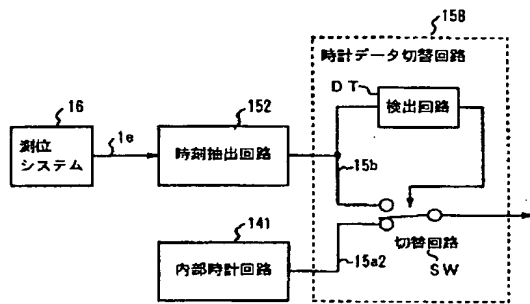 158
時計データ切替回路
DT
検出回路
16
152
測位
システム
1e
時刻抽出回路
15b
141
切替回路
SW
内部時計回路
15a2